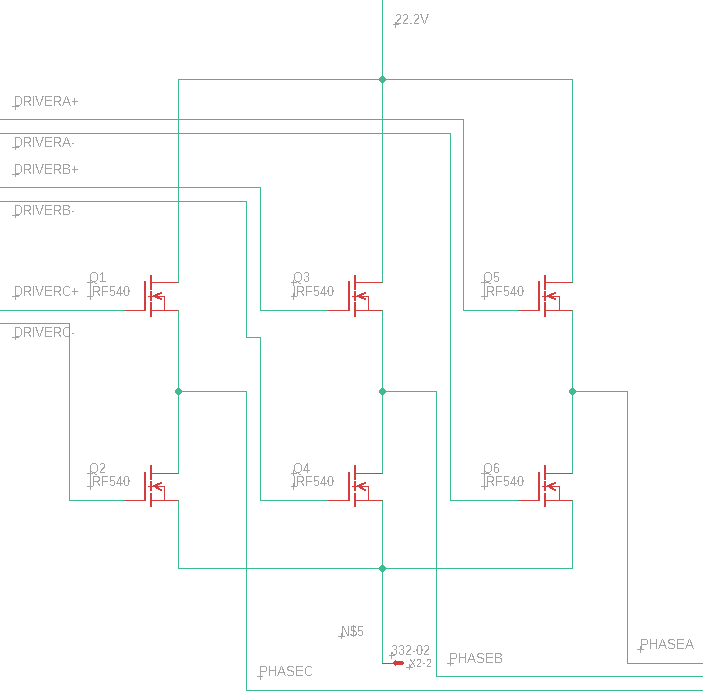 22.2V
DRIVERA+
DRIVERA-
DRIVERB+
DRIVERB-
Q1
IRF540
Q3
IRF540
Q5
IRF540
DRIVERC+
DRIVERC-
Q2
IRF540
Q4
IRF540
Q6
IRF540
N$5
332-02
X2-2
PHASEA
PHASEB
PHASEC